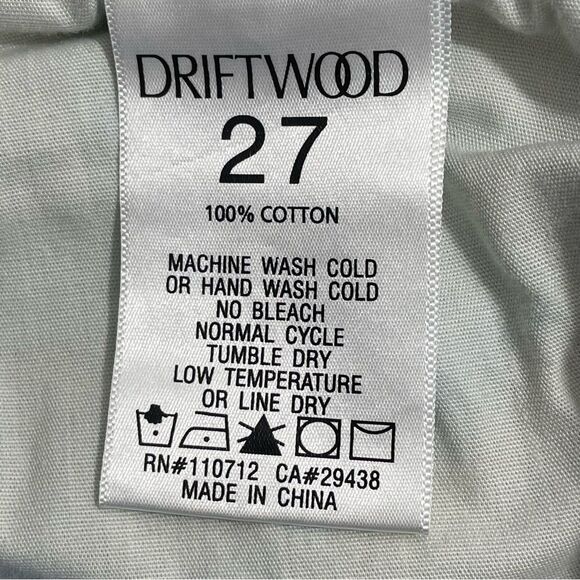 DRIFTWOOD
27
100% COTTON
MACHINE WASH COLD
OR HAND WASH COLD
NO BLEACH
NORMAL CYCLE
TUMBLE DRY
LOW TEMPERATURE
OR LINE DRY
RN#110712 CA#29438
MADE IN CHINA